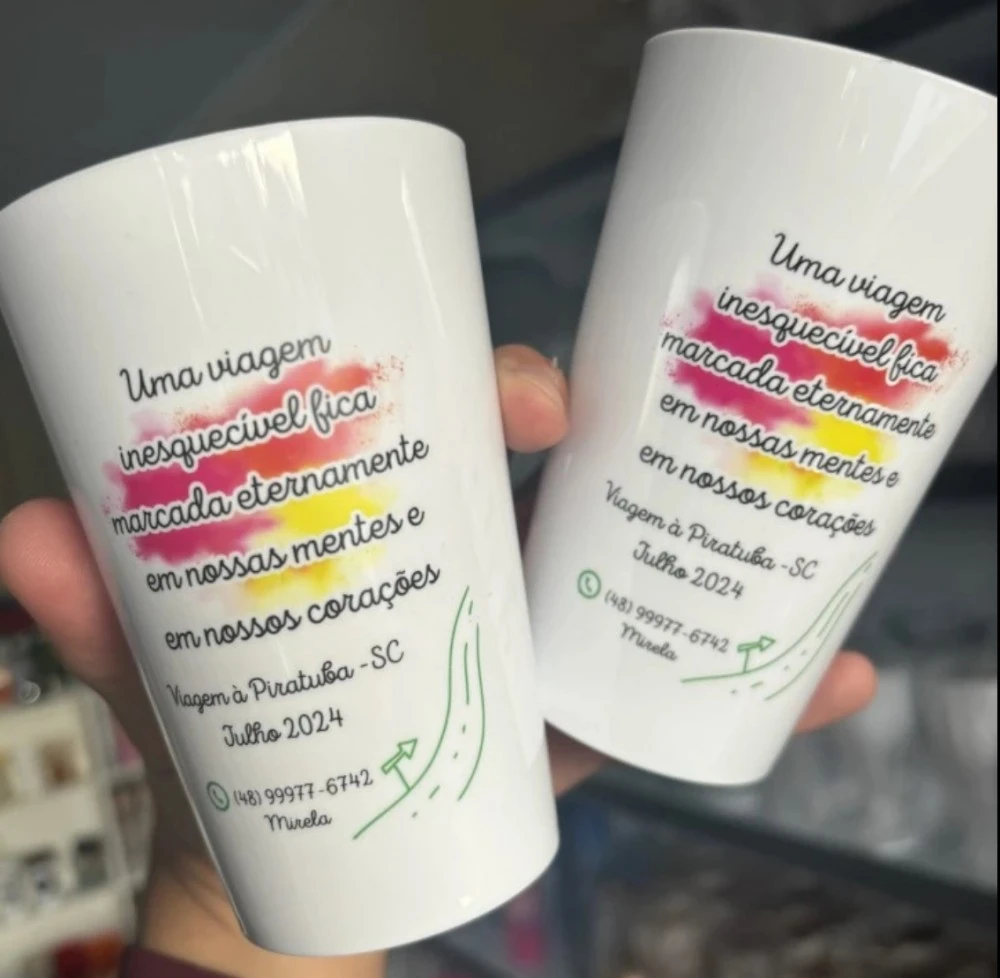 Uma viagem
inesquecível fica
marcada eternamente
em nossas mentes e
em nossos corações
Viagem à Piratuba - SC
Julho 2024
(48) 99977-6742
Mirela
Uma viagem
inesquecível fica
marcada eternamente
em nossas mentes e
em nossos corações
Viagem à Piratuba - SC
Julho 2024
(48) 99977-6742
Mirela